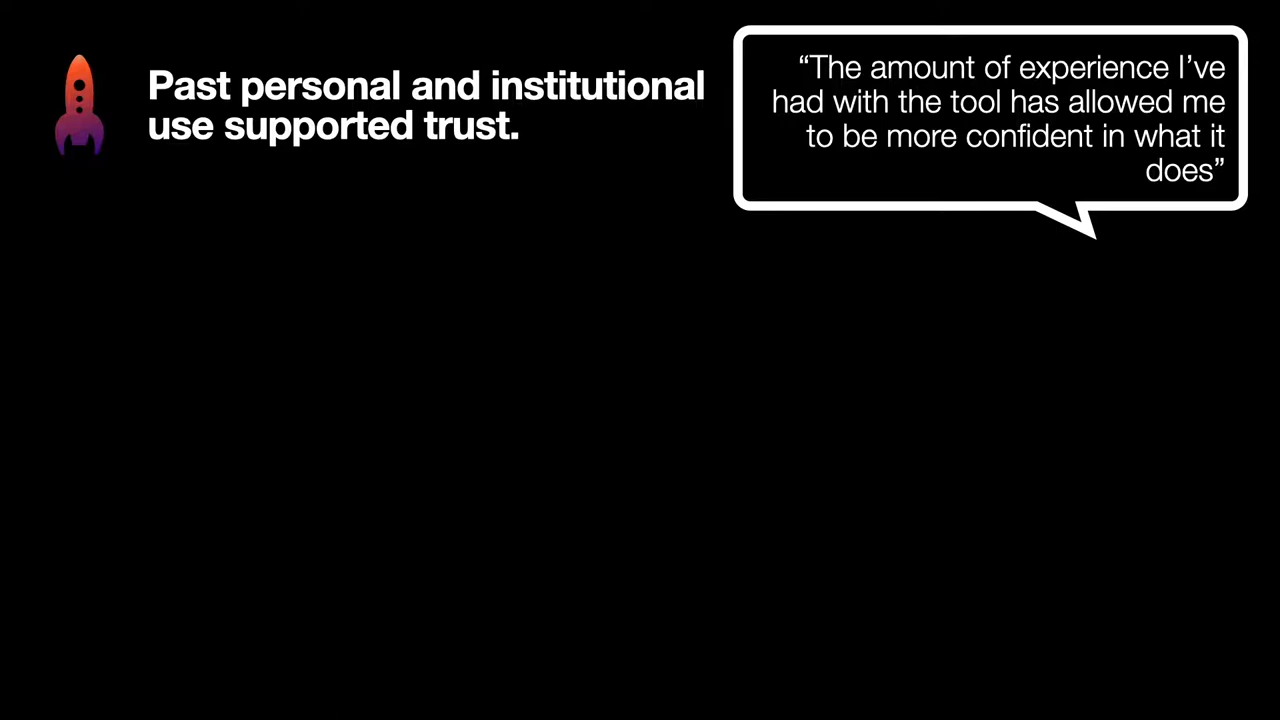 Past personal and institutional
use supported trust.
“The amount of experience I’ve
had with the tool has allowed me
to be more confident in what it
does”